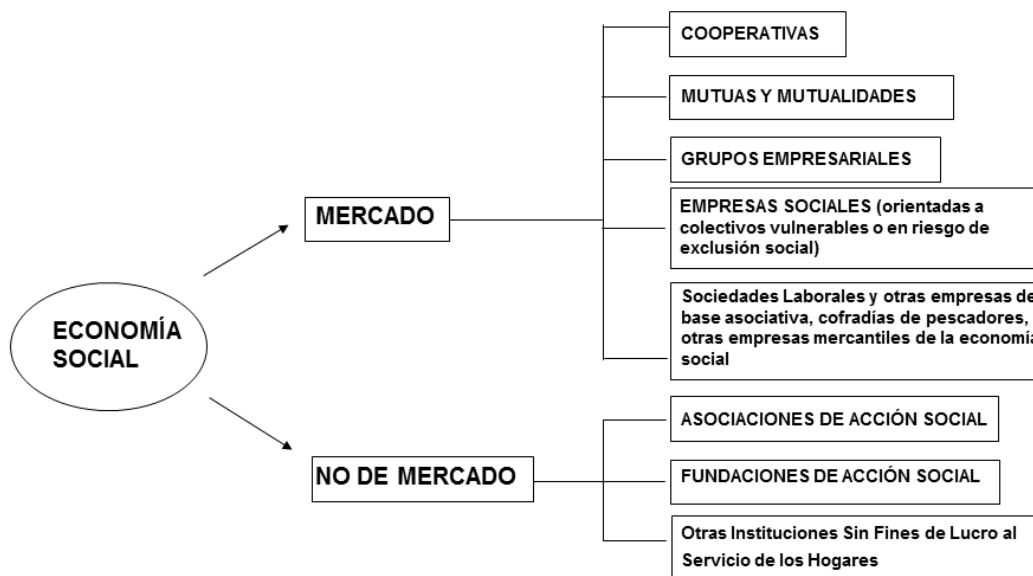 COOPERATIVAS
MUTUAS Y MUTUALIDADES
GRUPOS EMPRESARIALES
MERCADO
EMPRESAS SOCIALES (orientadas a
colectivos vulnerables o en riesgo de
exclusión social)
ECONOMÍA
SOCIAL
Sociedades Laborales y otras empresas de
base asociativa, cofradías de pescadores,
otras empresas mercantiles de la economía
social
ASOCIACIONES DE ACCIÓN SOCIAL
NO DE MERCADO
FUNDACIONES DE ACCIÓN SOCIAL
Otras Instituciones Sin Fines de Lucro al
Servicio de los Hogares